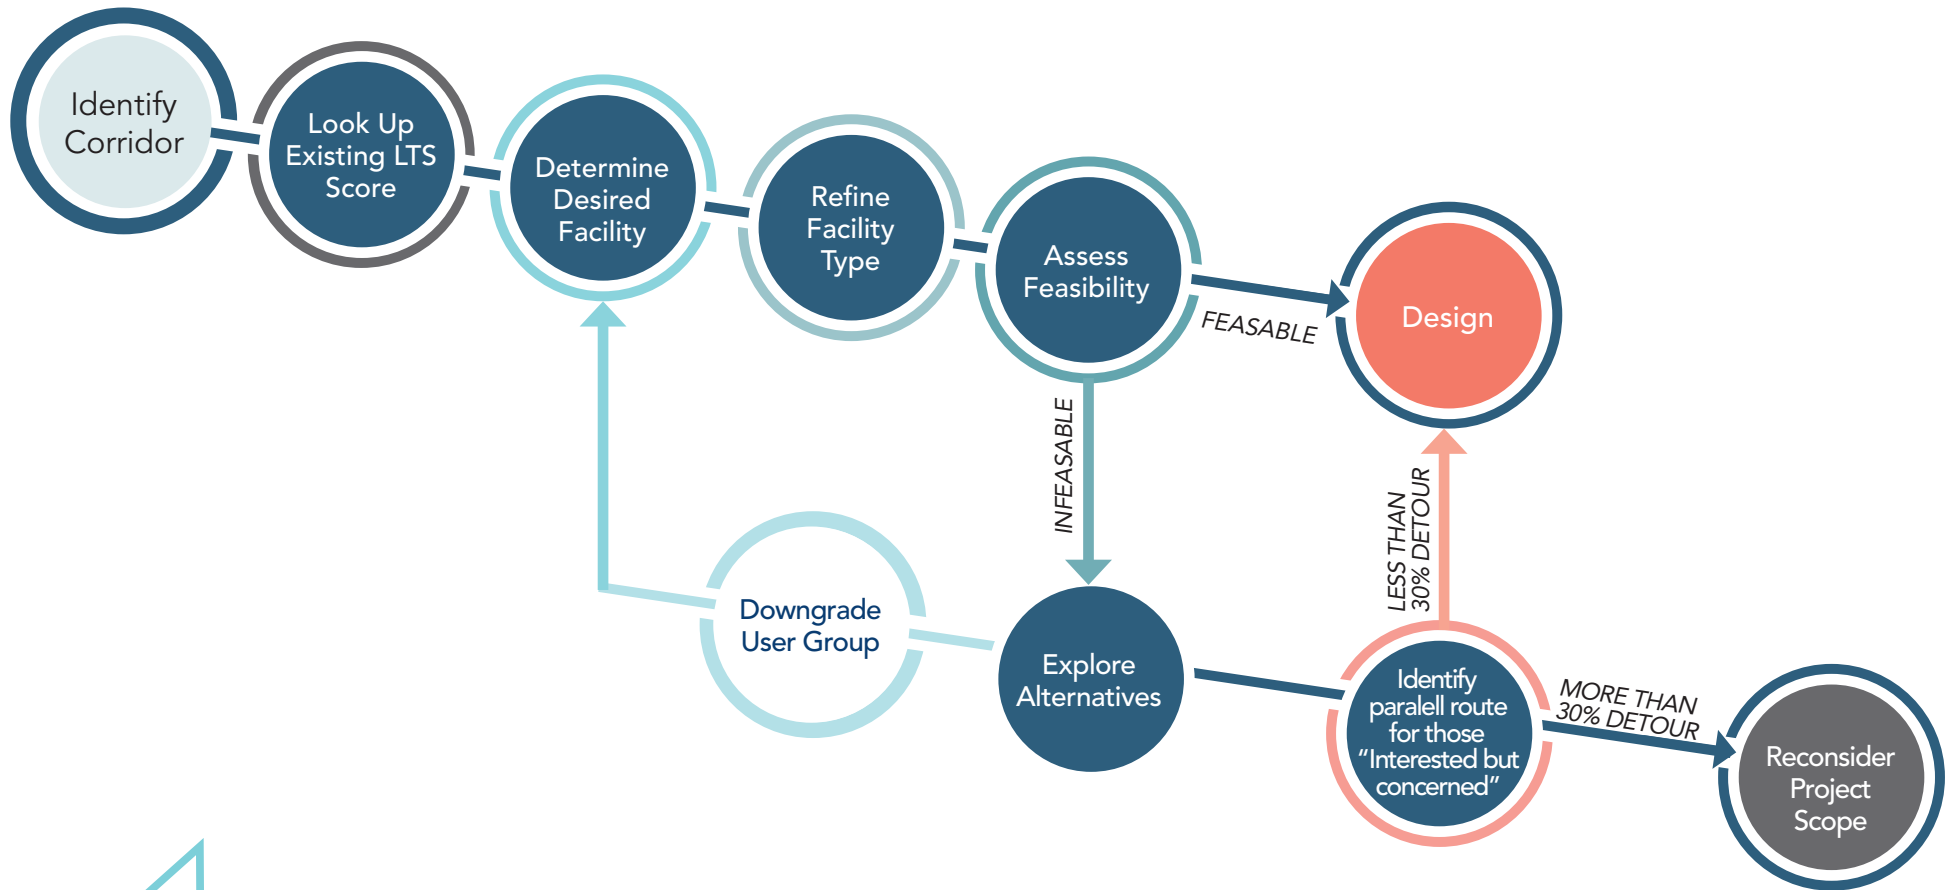 Identify
Corridor
Look Up
Existing LTS
Score
Determine
Desired
Facility
Refine
Facility
Type
Assess
Feasibility
FEASABLE
Design
INFEASABLE
LESS THAN
30% DETOUR
Downgrade
User Group
Explore
Alternatives
Identify
paralell route
for those
"Interested but
concerned"
MORE THAN
30% DETOUR
Reconsider
Project
Scope